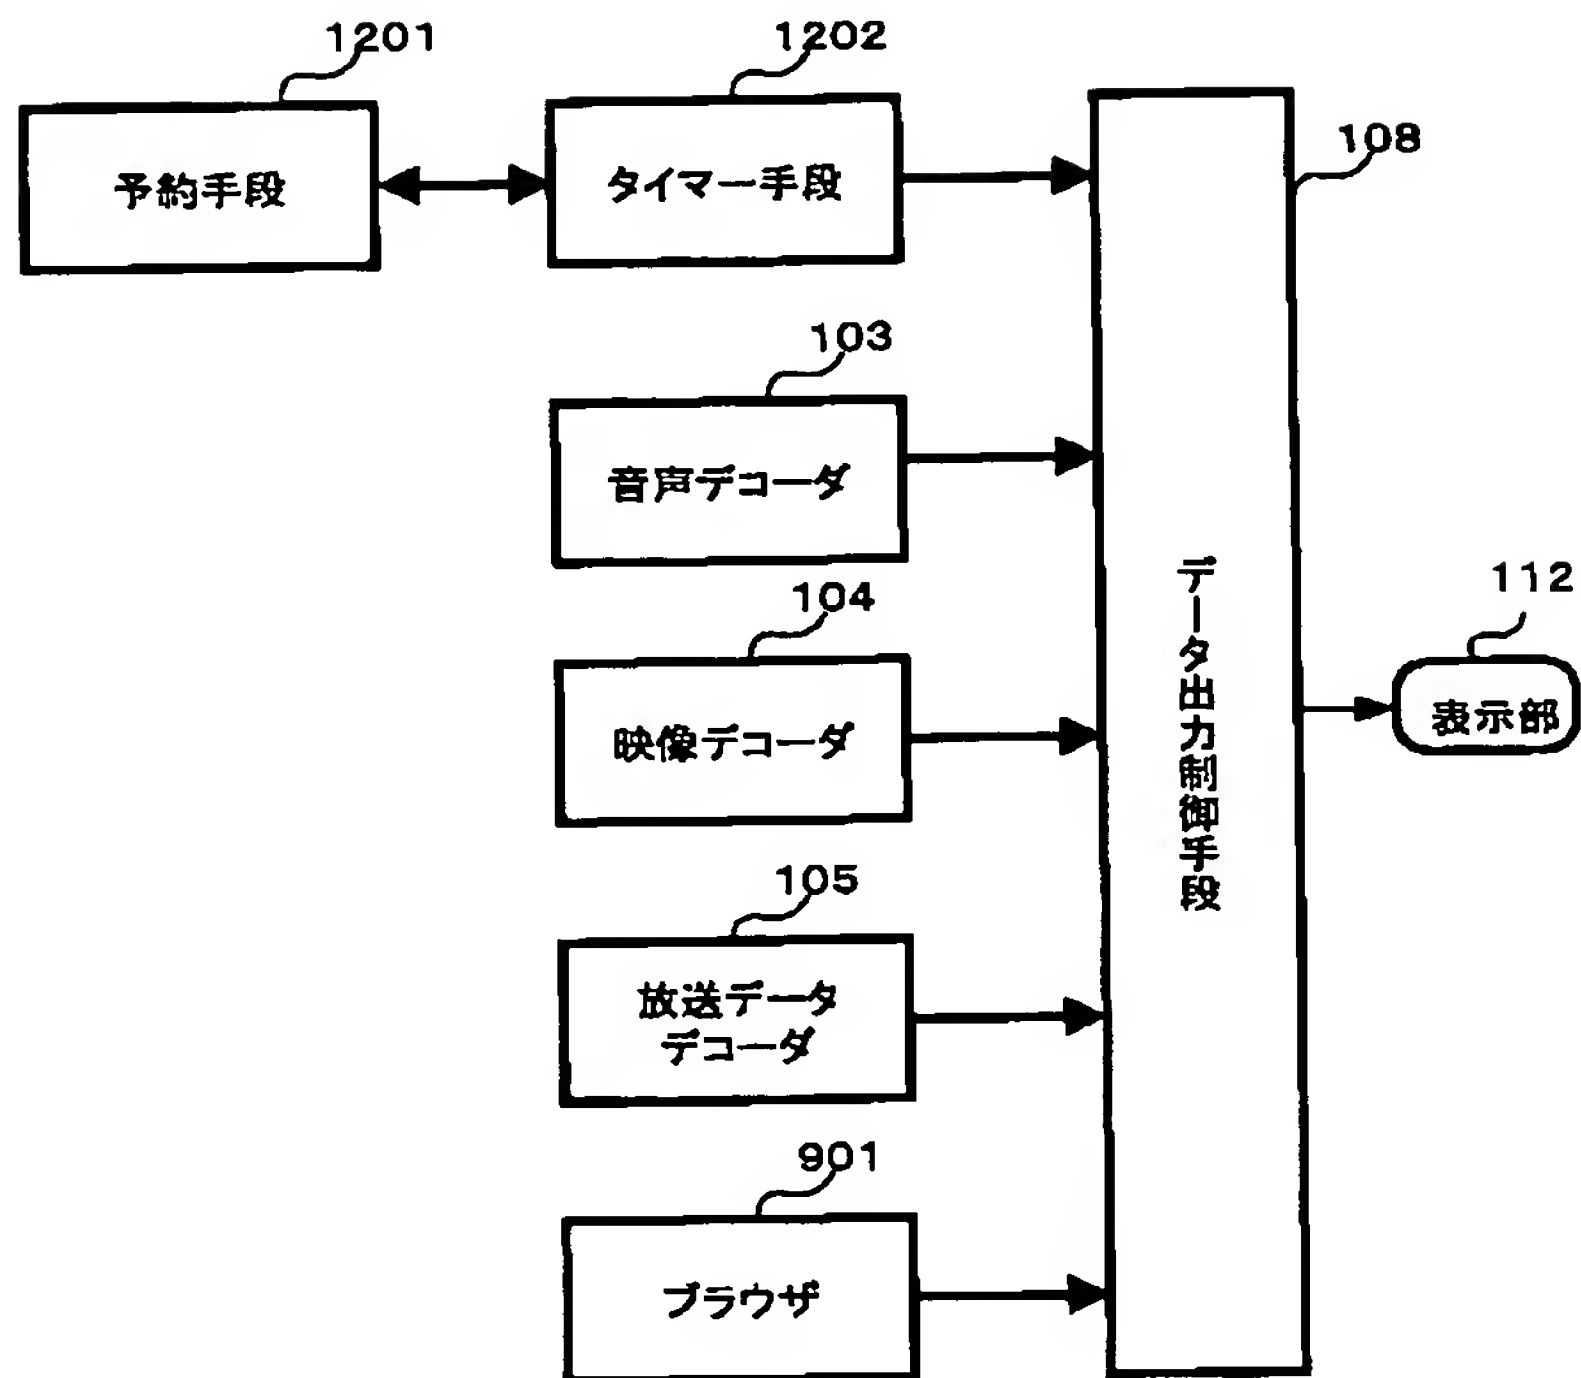 1201
予約手段
1202
タイマー手段
108
データ出力制御手段
103
音声デコーダ
104
映像デコーダ
112
表示部
105
放送データ
デコーダ
901
ブラウザ